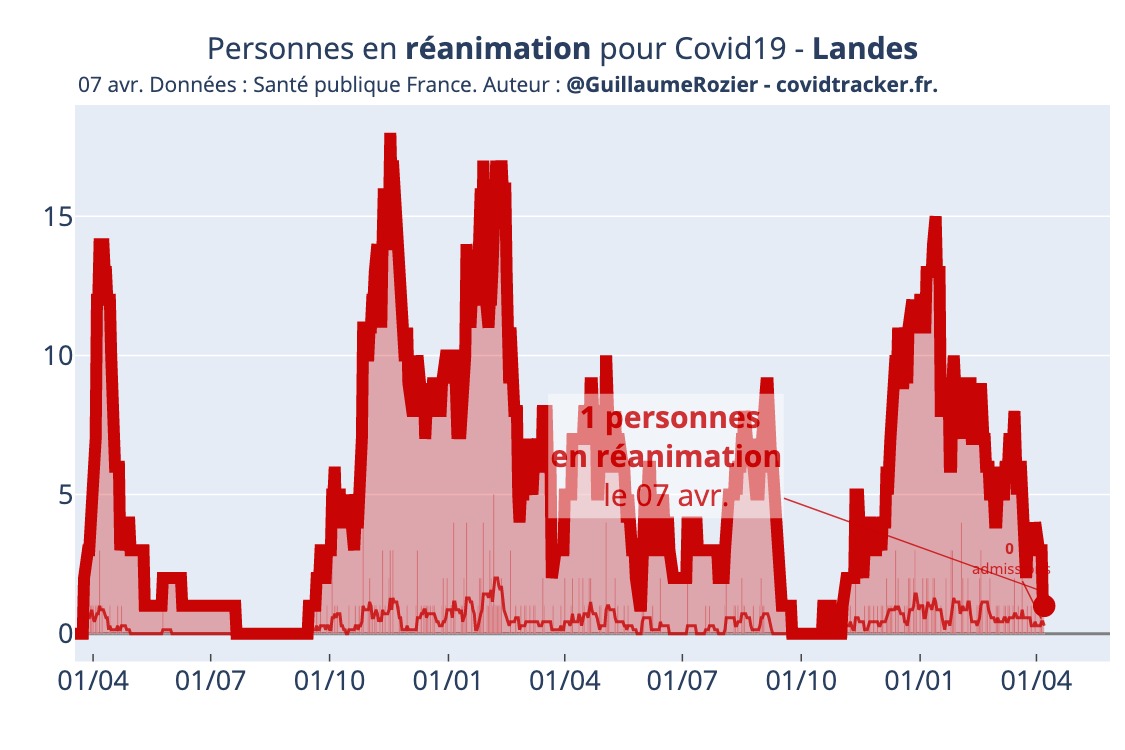 Personnes en réanimation pour Covid19 - Landes
07 avr. Données : Santé publique France. Auteur : @GuillaumeRozier - covidtracker.fr.
15
10
5
0
1 personnes
en réanimation
le 07 avr.
0
admissions
01/04 01/07 01/10 01/01 01/04 01/07 01/10 01/01 01/04